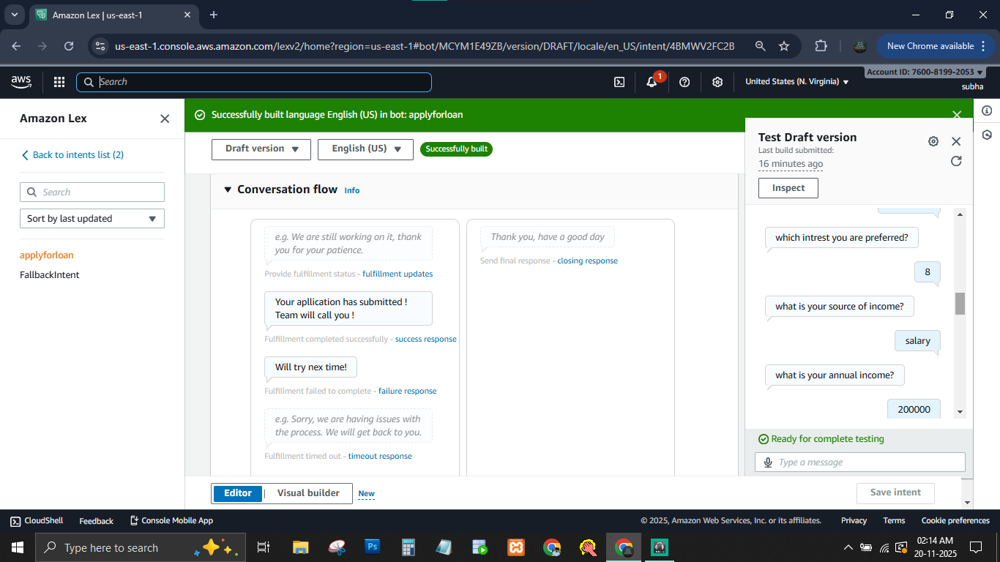 Amazon Lex | us-east-1
us-east-1.console.aws.amazon.com/lexv2/home?region=us-east-1#bot/MCYM1E49ZB/version/DRAFT/locale/en_US/intent/4BMWV2FC2B
New Chrome available
aws
Search
1
United States (N. Virginia)
Account ID: 7600-8199-2053
subha
Amazon Lex
Back to intents list (2)
Search
Sort by last updated
applyforloan
FallbackIntent
Successfully built language English (US) in bot: applyforloan
Draft version
English (US)
Successfully built
Conversation flow
Info
e.g. We are still working on it, thank
you for your patience.
Provide fulfillment status - fulfillment updates
Your apllication has submitted !
Team will call you !
Fulfillment completed successfully - success response
Will try nex time!
Fulfillment failed to complete - failure response
e.g. Sorry, we are having issues with
the process. We will get back to you.
Fulfillment timed out - timeout response
Thank you, have a good day
Send final response - closing response
Editor
Visual builder
New
Save intent
Test Draft version
Last build submitted:
16 minutes ago
Inspect
which intrest you are preferred?
8
what is your source of income?
salary
what is your annual income?
200000
Ready for complete testing
Type a message
CloudShell
Feedback
Console Mobile App
© 2025, Amazon Web Services, Inc. or its affiliates.
Privacy
Terms
Cookie preferences
Type here to search
Ps
02:14 AM
20-11-2025